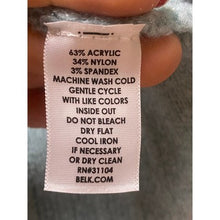 63% ACRYLIC
34% NYLON
3% SPANDEX
MACHINE WASH COLD
GENTLE CYCLE
WITH LIKE COLORS
INSIDE OUT
DO NOT BLEACH
DRY FLAT
COOL IRON
IF NECESSARY
OR DRY CLEAN
RN#31104
BELK.COM